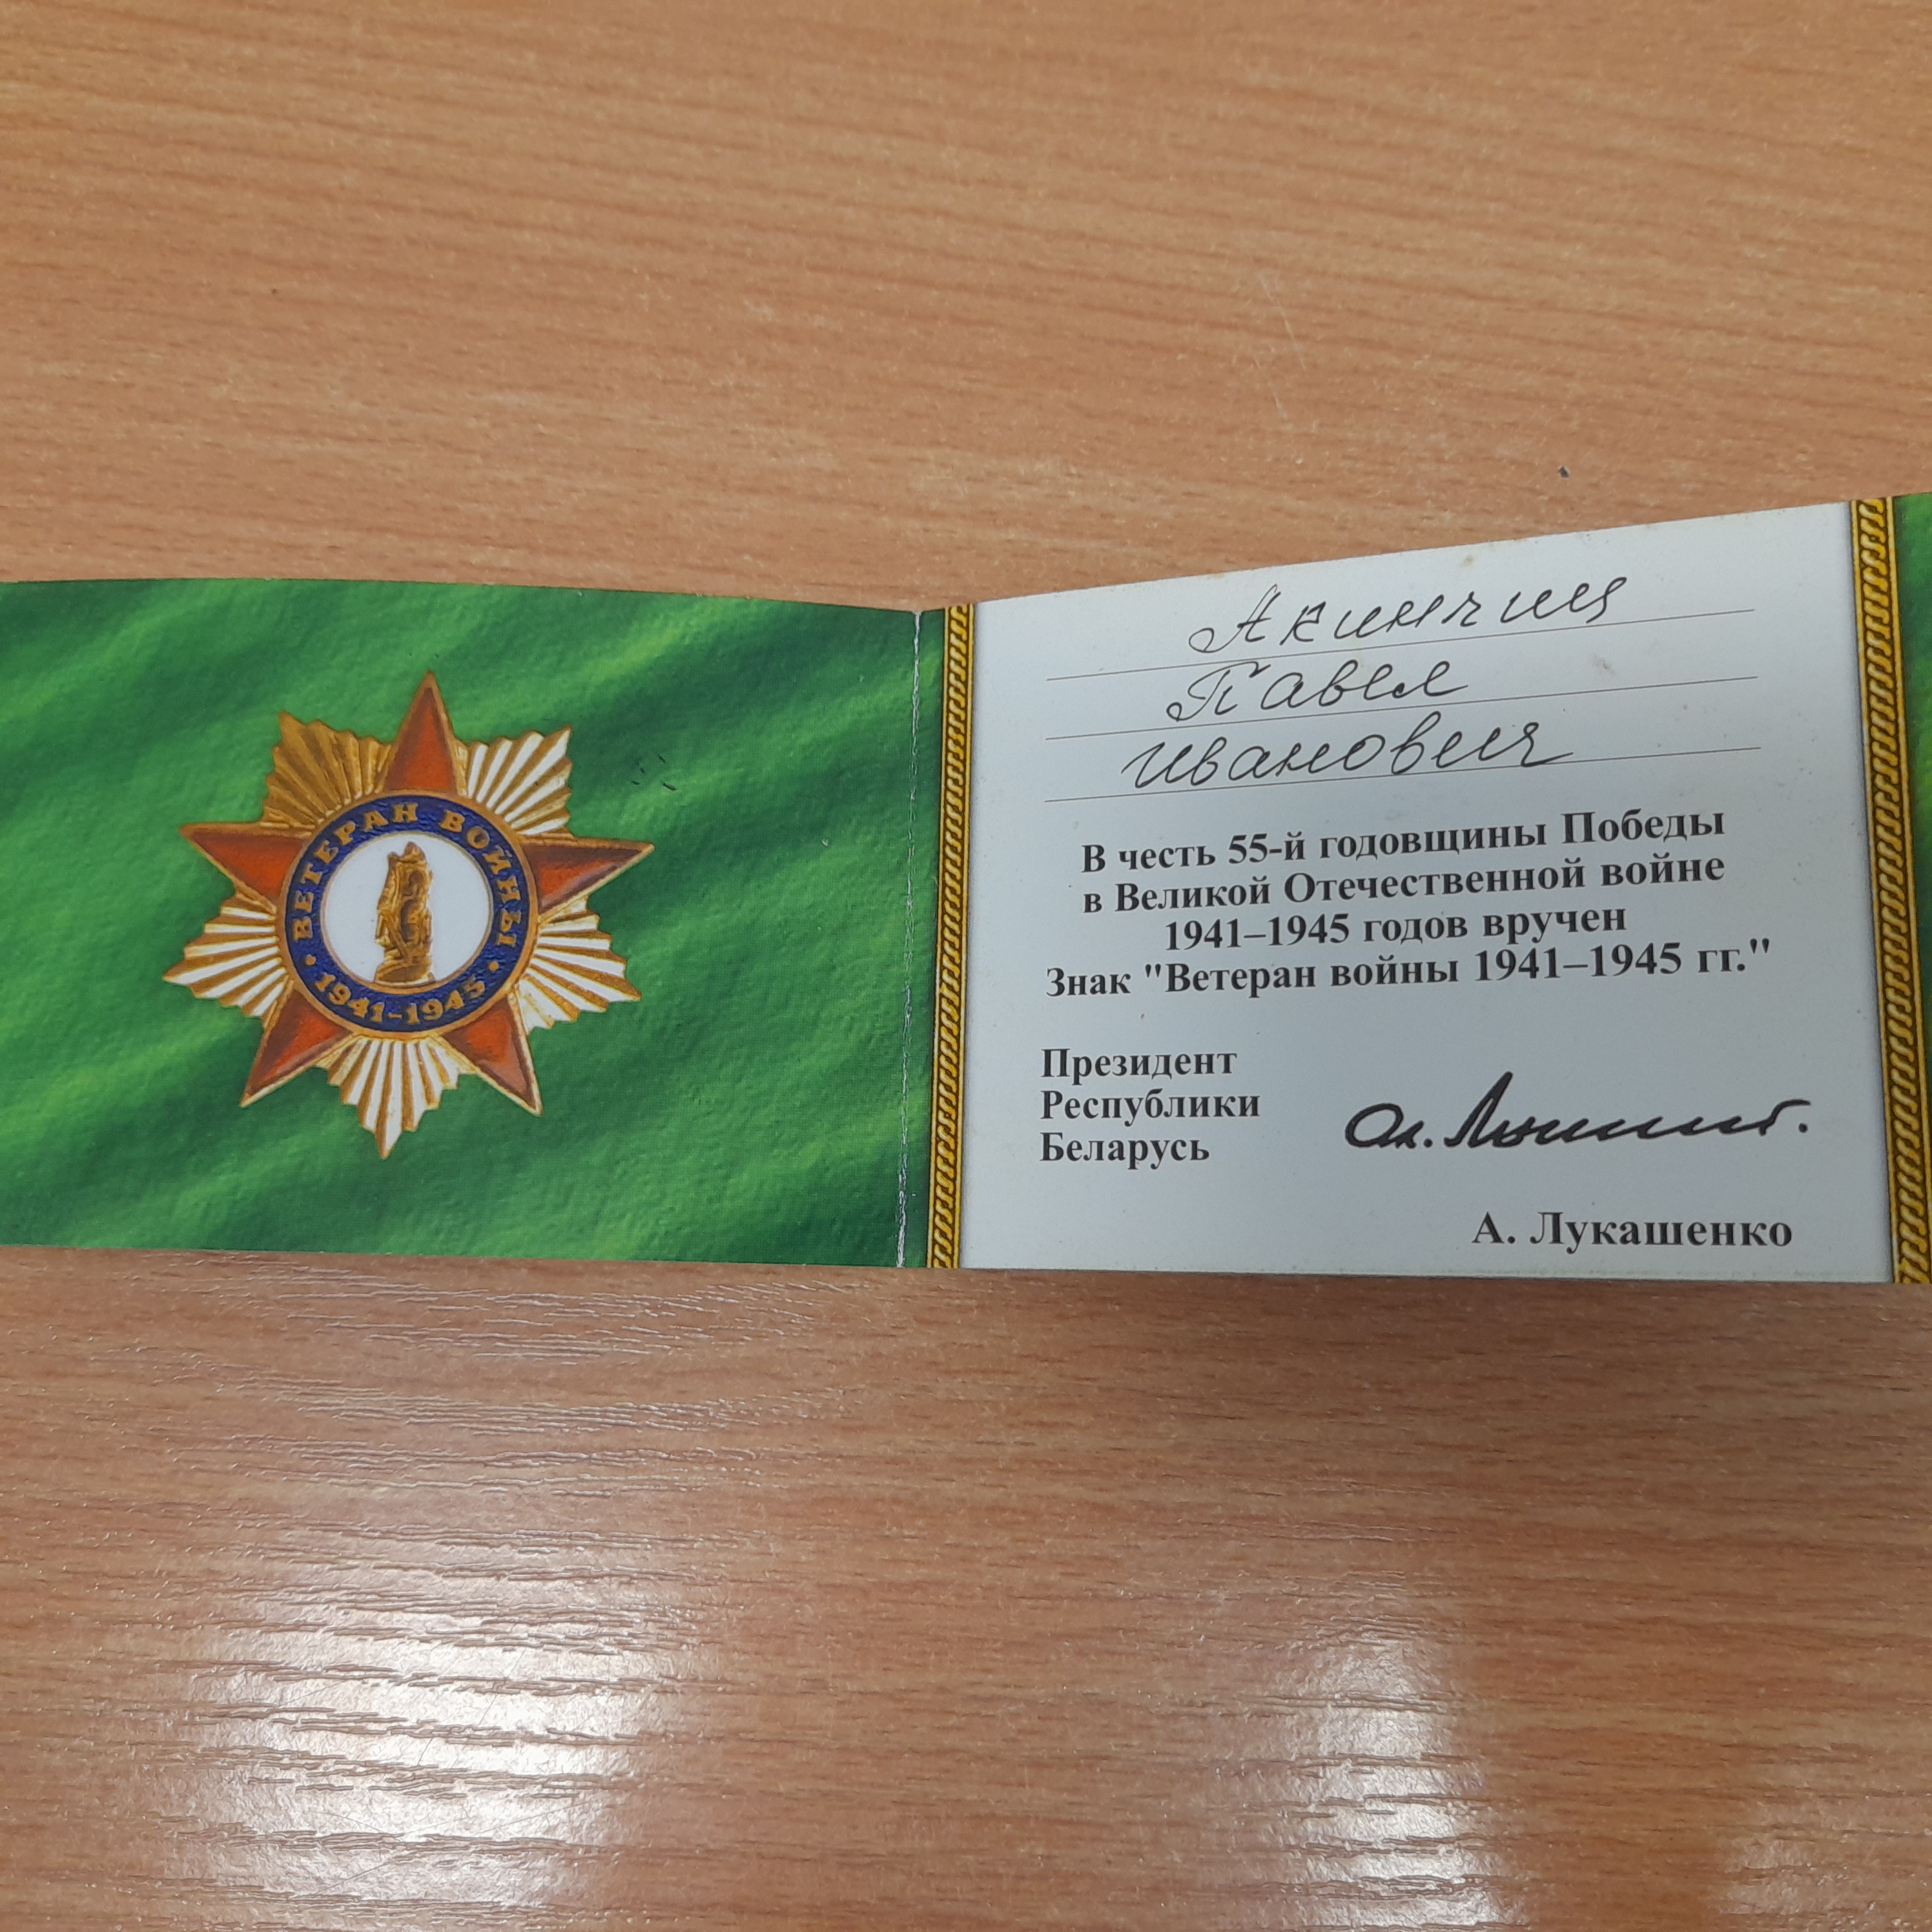 ВЕТЕРАН ВОЙНЫ
1941-1945
Акинчиц
Павел
Иванович
В честь 55-й годовщины Победы
в Великой Отечественной войне
1941–1945 годов вручен
Знак "Ветеран войны 1941–1945 гг."
Президент
Республики
Беларусь
А. Лукашенко